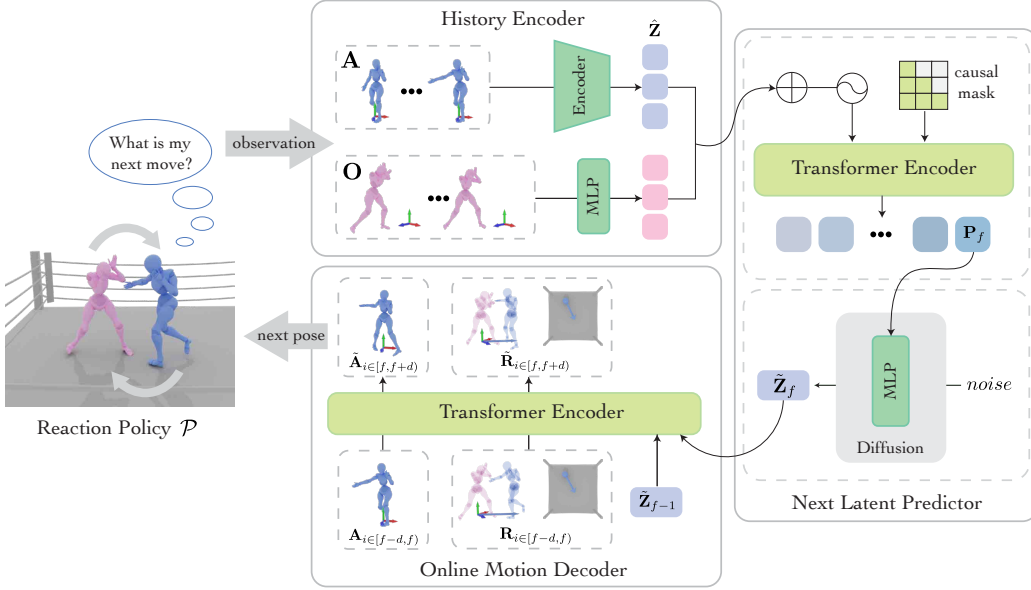 History Encoder
A
Encoder
Ẑ
O
MLP
What is my
next move?
observation
causal
mask
Transformer Encoder
P_f
next pose
Ã_{i∈[f,f+d)}
R̃_{i∈[f,f+d)}
Transformer Encoder
A_{i∈[f−d,f)}
R_{i∈[f−d,f)}
Z̃_{f−1}
Online Motion Decoder
Reaction Policy 𝒫
Z̃_f
MLP
noise
Diffusion
Next Latent Predictor